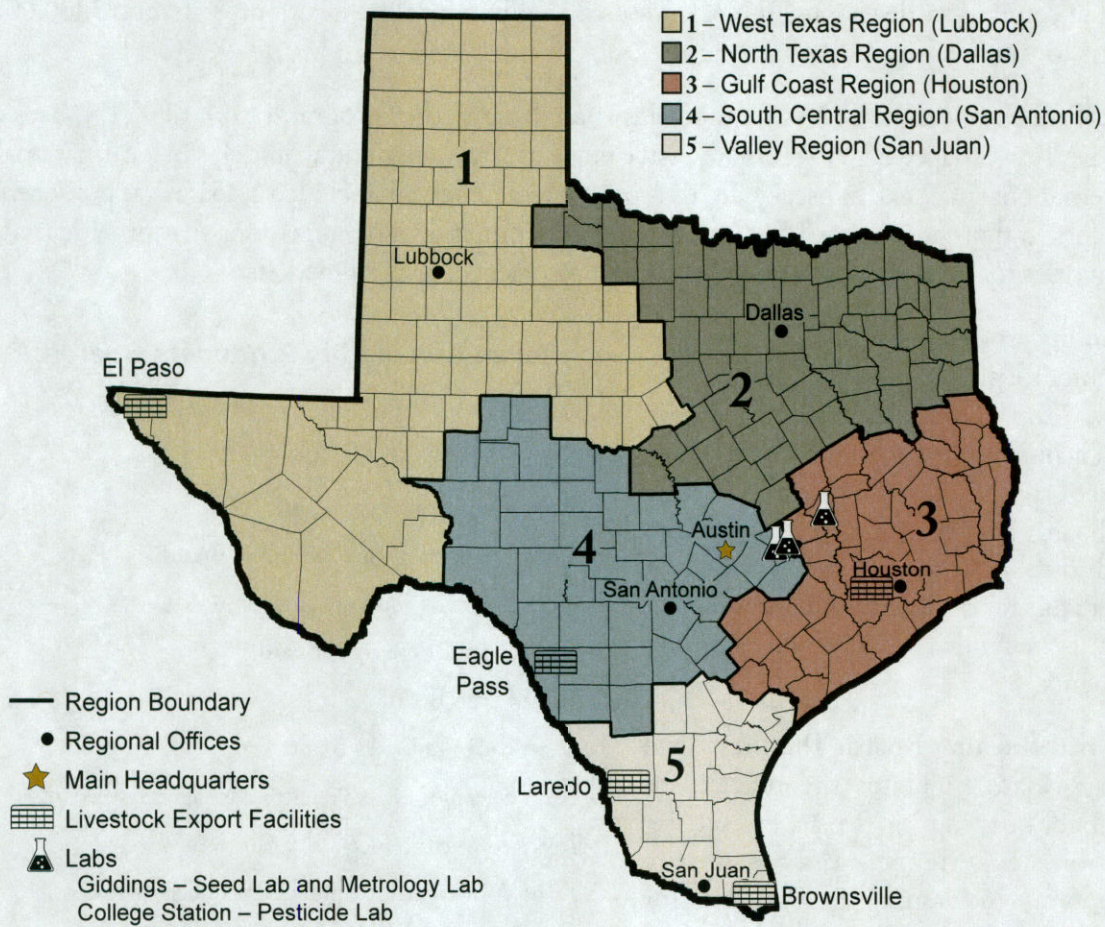 1 – West Texas Region (Lubbock)
2 – North Texas Region (Dallas)
3 – Gulf Coast Region (Houston)
4 – South Central Region (San Antonio)
5 – Valley Region (San Juan)
1
Lubbock
Dallas
El Paso
2
3
Austin
4
Houston
San Antonio
Eagle
Pass
5
Laredo
San Juan
Brownsville
Region Boundary
Regional Offices
Main Headquarters
Livestock Export Facilities
Labs
Giddings – Seed Lab and Metrology Lab
College Station – Pesticide Lab